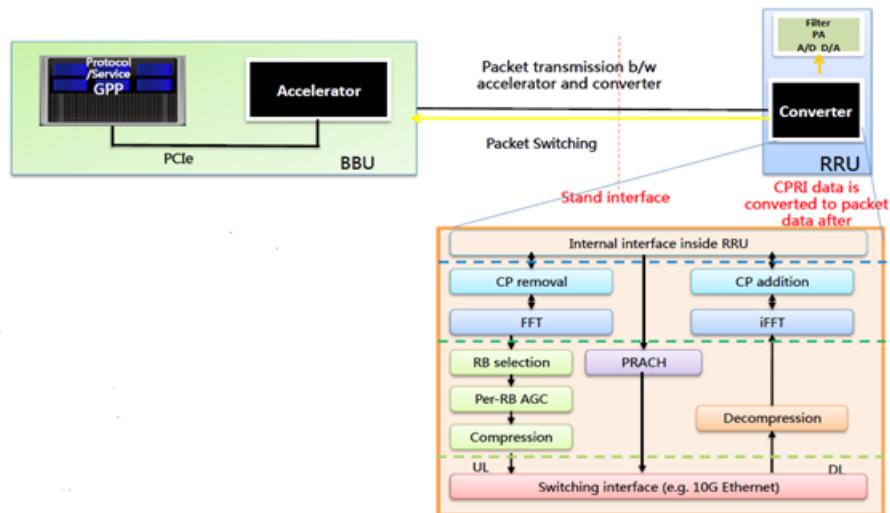 Protocol
/Service
GPP
Accelerator
PCIe
BBU
Packet transmission b/w
accelerator and converter
Packet Switching
Stand interface
Filter
PA
A/D D/A
Converter
RRU
CPRI data is
converted to packet
data after
Internal interface inside RRU
CP removal
CP addition
FFT
iFFT
RB selection
PRACH
Per-RB AGC
Decompression
Compression
UL
DL
Switching interface (e.g. 10G Ethernet)